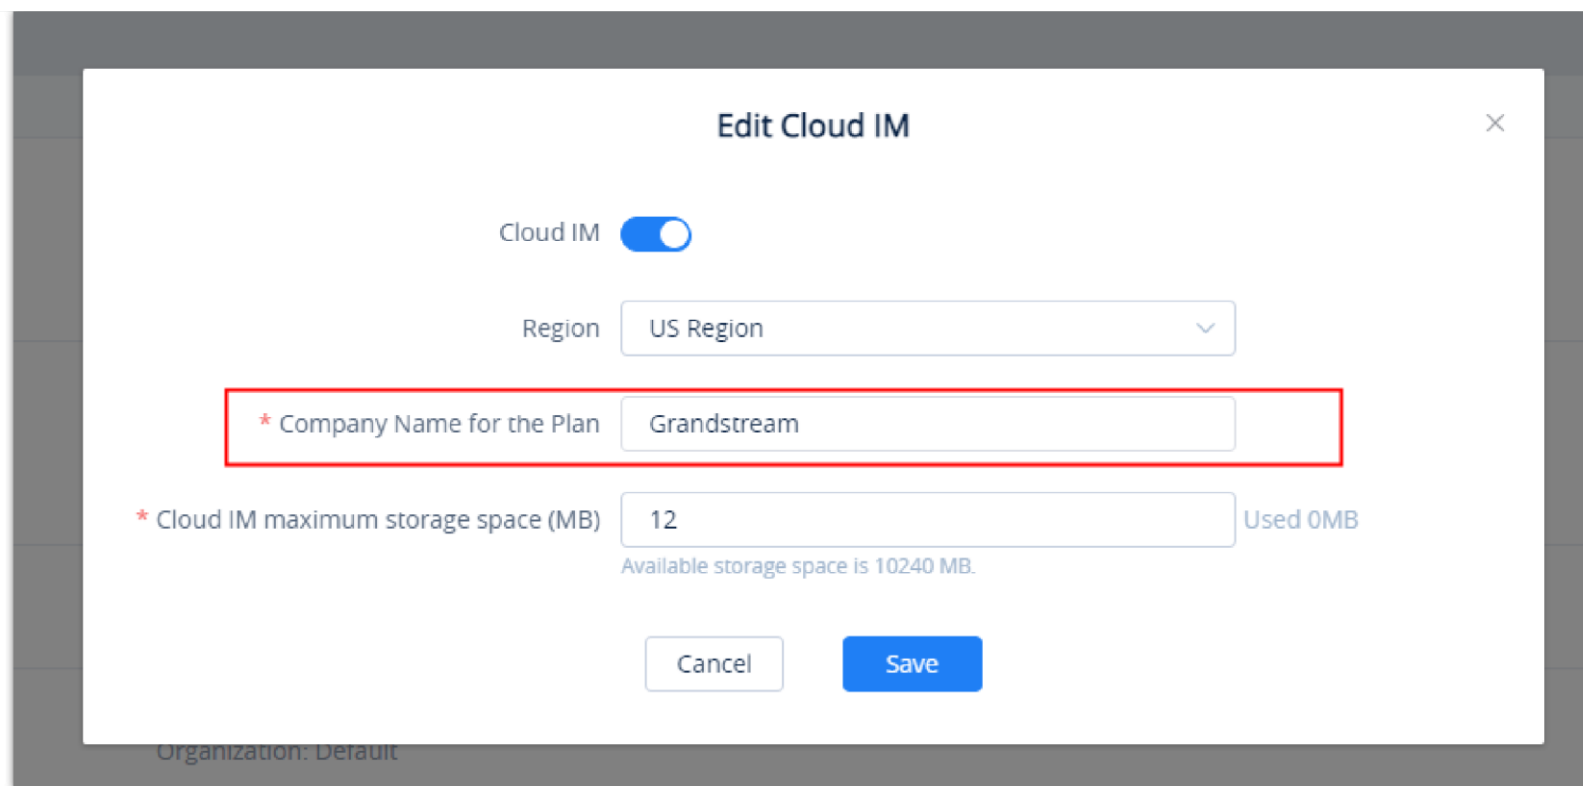 Edit Cloud IM
Cloud IM
Region US Region
* Company Name for the Plan Grandstream
* Cloud IM maximum storage space (MB) 12 Used 0MB
Available storage space is 10240 MB.
Cancel Save
Organization: Default